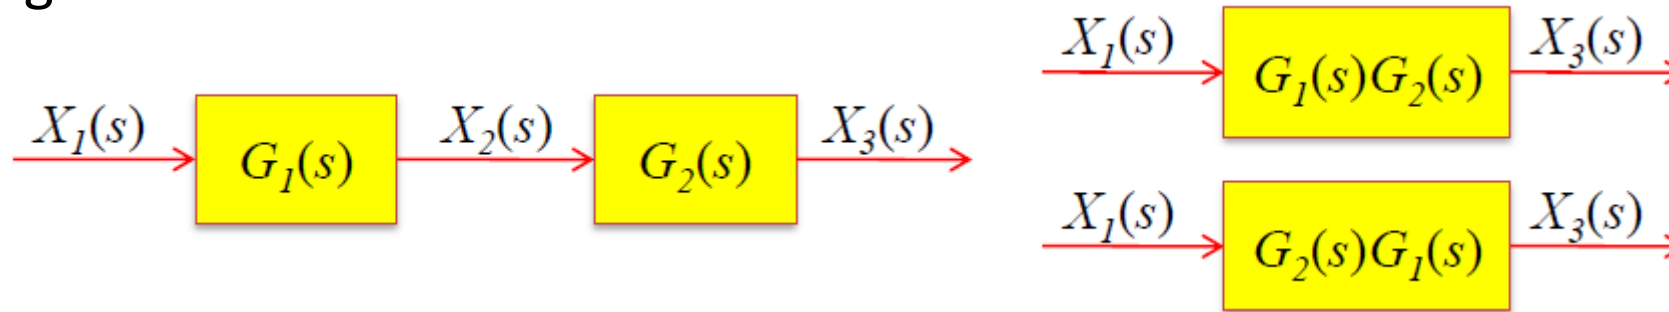 g
X₁(s) G₁(s) X₂(s) G₂(s) X₃(s)
X₁(s) G₁(s)G₂(s) X₃(s)
X₁(s) G₂(s)G₁(s) X₃(s)